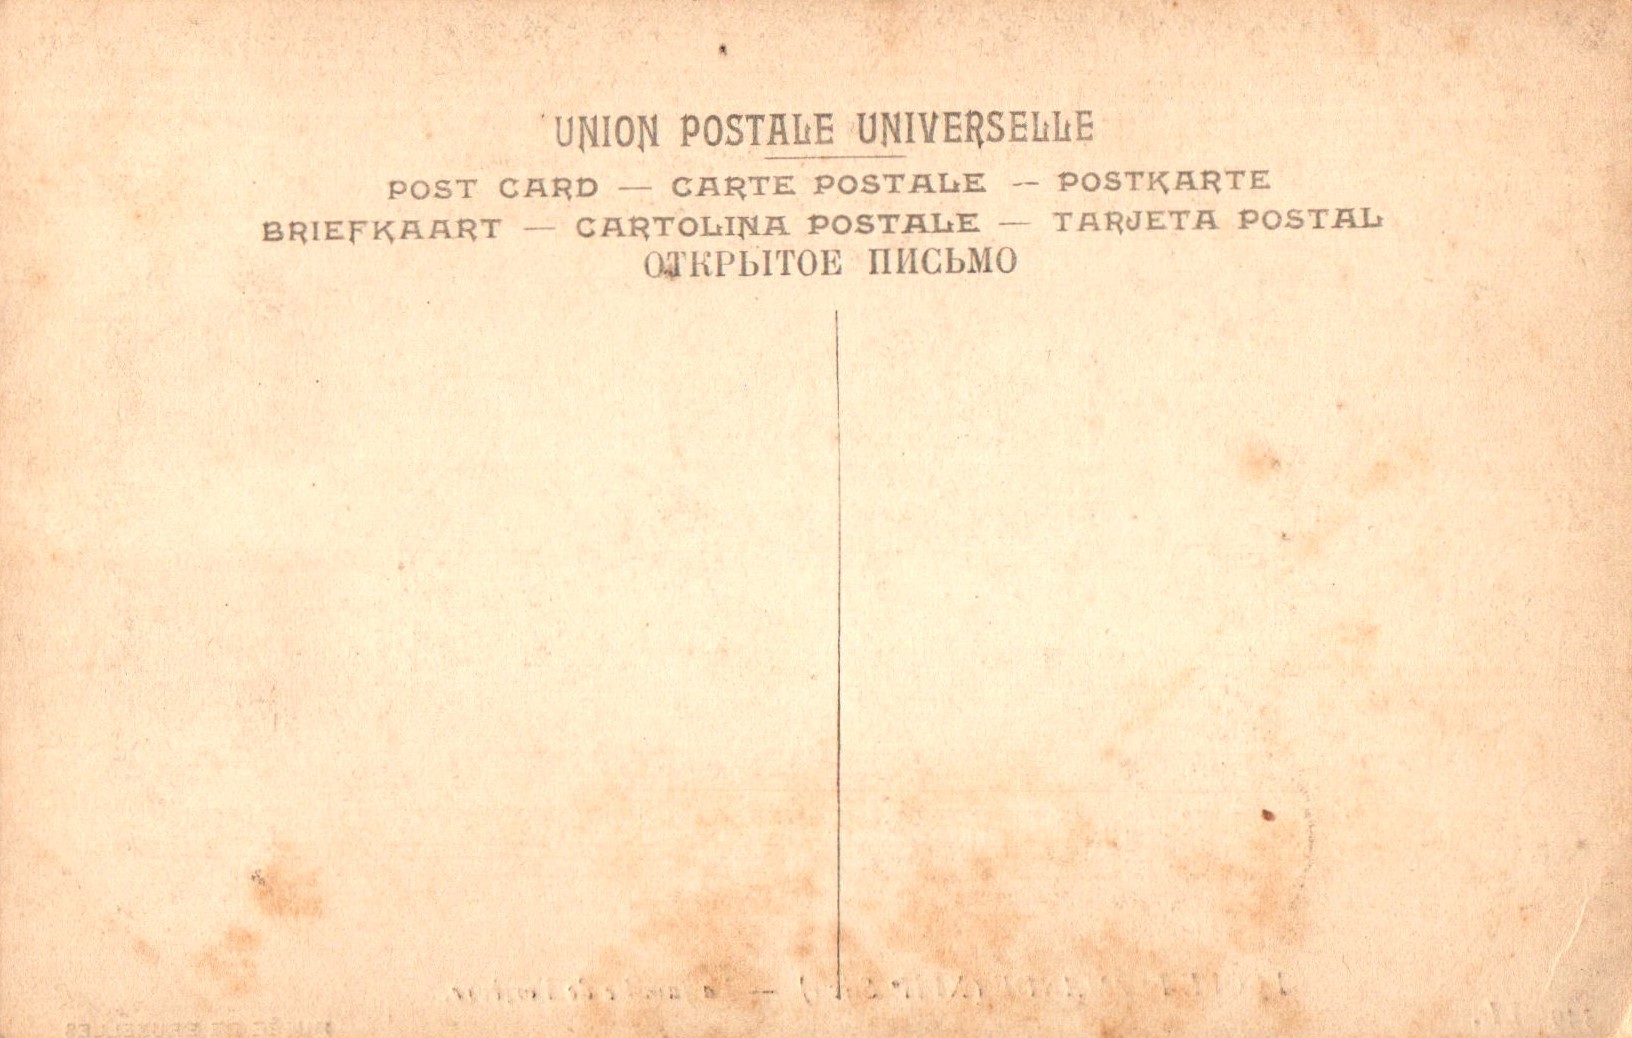 UNION POSTALE UNIVERSELLE
POST CARD — CARTE POSTALE — POSTKARTE
BRIEFKAART — CARTOLINA POSTALE — TARJETA POSTAL
ОТКРЫТОЕ ПИСЬМО